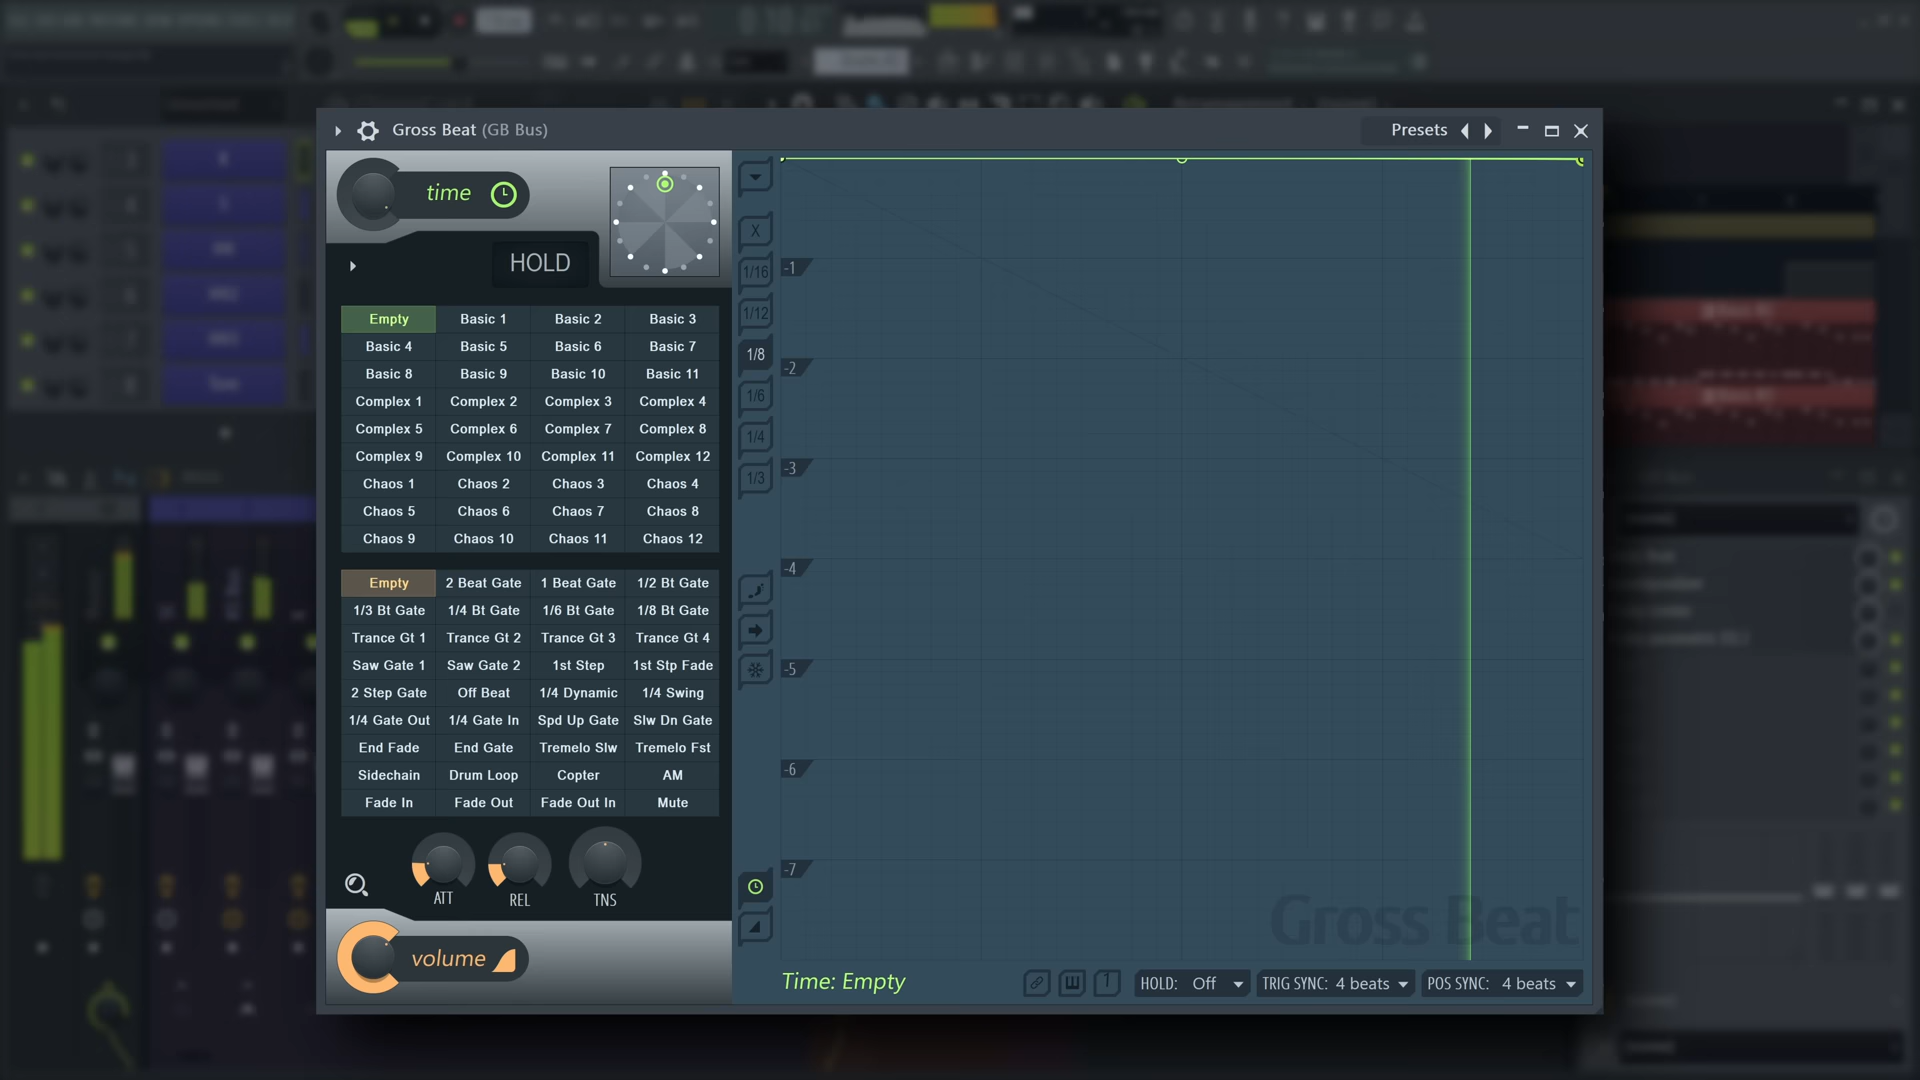 Gross Beat (GB Bus)
Presets
time
HOLD
Empty Basic 1 Basic 2 Basic 3
Basic 4 Basic 5 Basic 6 Basic 7
Basic 8 Basic 9 Basic 10 Basic 11
Complex 1 Complex 2 Complex 3 Complex 4
Complex 5 Complex 6 Complex 7 Complex 8
Complex 9 Complex 10 Complex 11 Complex 12
Chaos 1 Chaos 2 Chaos 3 Chaos 4
Chaos 5 Chaos 6 Chaos 7 Chaos 8
Chaos 9 Chaos 10 Chaos 11 Chaos 12
Empty 2 Beat Gate 1 Beat Gate 1/2 Bt Gate
1/3 Bt Gate 1/4 Bt Gate 1/6 Bt Gate 1/8 Bt Gate
Trance Gt 1 Trance Gt 2 Trance Gt 3 Trance Gt 4
Saw Gate 1 Saw Gate 2 1st Step 1st Stp Fade
2 Step Gate Off Beat 1/4 Dynamic 1/4 Swing
1/4 Gate Out 1/4 Gate In Spd Up Gate Slw Dn Gate
End Fade End Gate Tremelo Slw Tremelo Fst
Sidechain Drum Loop Copter AM
Fade In Fade Out Fade Out In Mute
ATT REL TNS
volume
X
1/16
1/12
1/8
1/6
1/4
1/3
-1
-2
-3
-4
-5
-6
-7
Gross Beat
Time: Empty
1
HOLD: Off
TRIG SYNC: 4 beats
POS SYNC: 4 beats